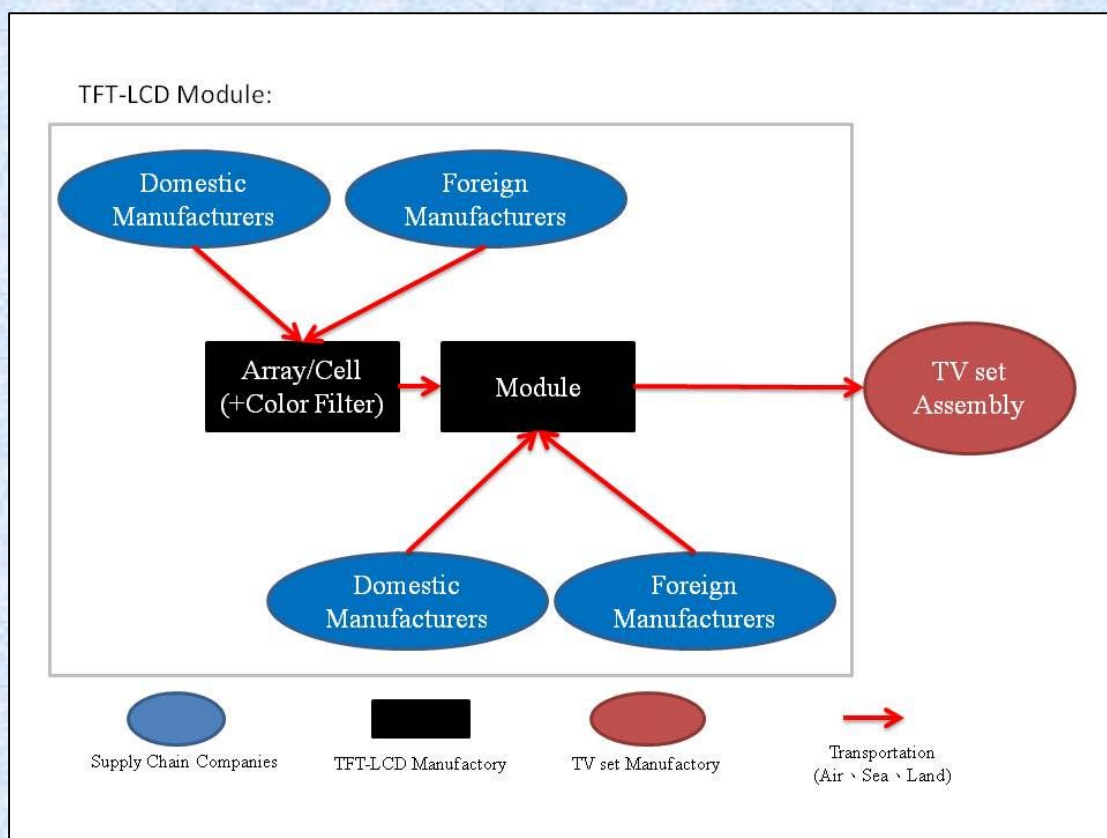 TFT-LCD Module:
Domestic
Manufacturers
Foreign
Manufacturers
Array/Cell
(+Color Filter)
Module
TV set
Assembly
Domestic
Manufacturers
Foreign
Manufacturers
Supply Chain Companies
TFT-LCD Manufactory
TV set Manufactory
Transportation
(Air、Sea、Land)